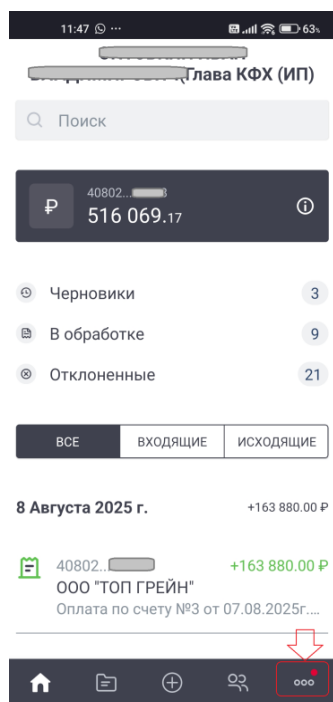 11:47 ...
63%
Глава КФХ (ИП)
Поиск
40802...
₽ 516 069.17
Черновики 3
В обработке 9
Отклоненные 21
ВСЕ ВХОДЯЩИЕ ИСХОДЯЩИЕ
8 Августа 2025 г. +163 880.00 ₽
40802.. +163 880.00 ₽
ООО "ТОП ГРЕЙН"
Оплата по счету №3 от 07.08.2025г....